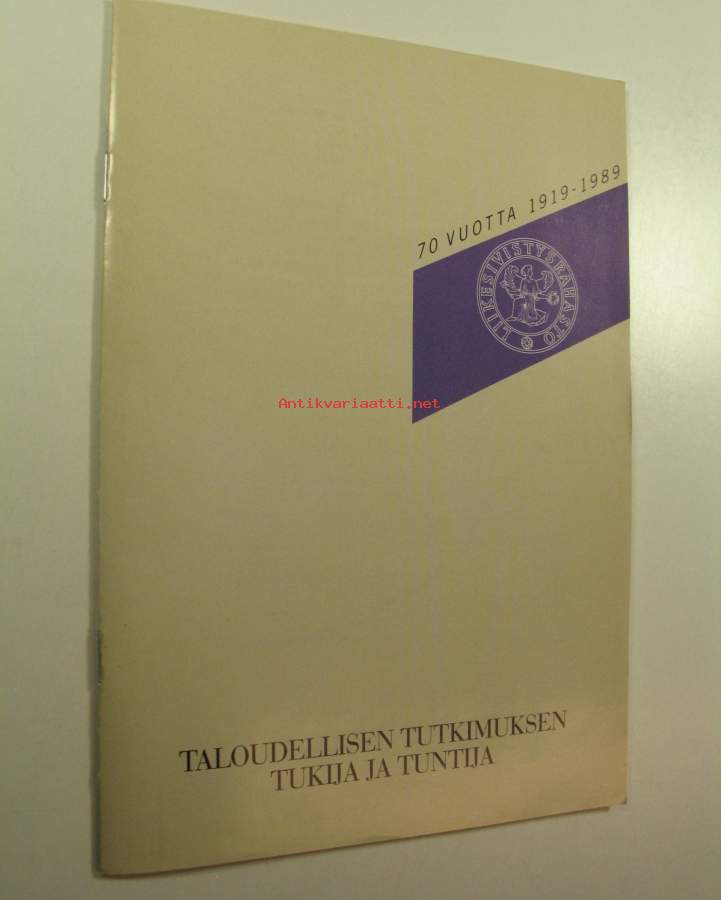 70 VUOTTA 1919-1989
LIIKESIVISTYSRAHASTO
Antikvariaatti.net
TALOUDELLISEN TUTKIMUKSEN
TUKIJA JA TUNTIJA